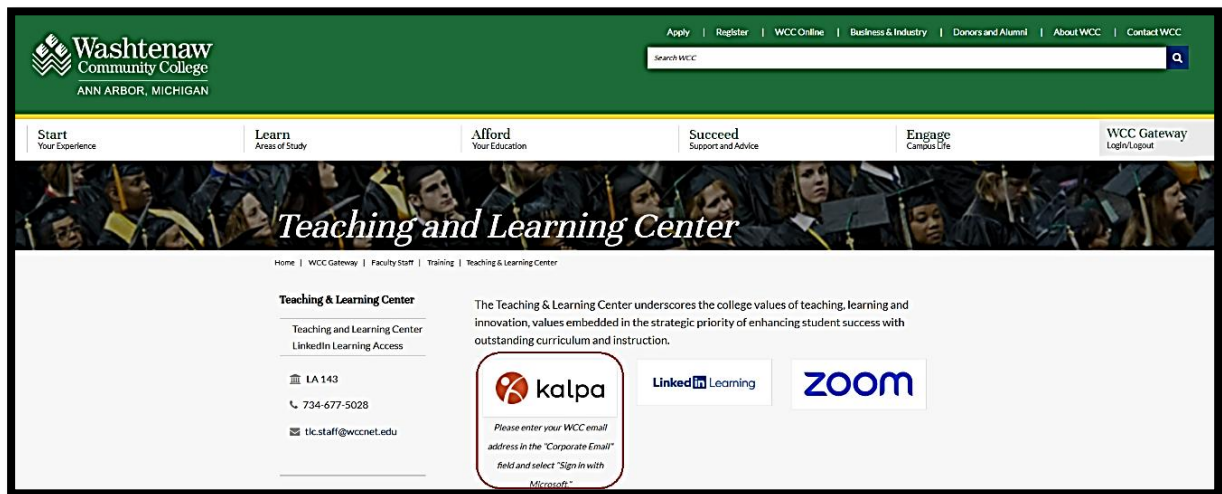 Washtenaw
Community College
ANN ARBOR, MICHIGAN
Apply | Register | WCC Online | Business & Industry | Donors and Alumni | About WCC | Contact WCC
Search WCC
Start
Your Experience
Learn
Areas of Study
Afford
Your Education
Succeed
Support and Advice
Engage
Campus Life
WCC Gateway
Login/Logout
Teaching and Learning Center
Home | WCC Gateway | Faculty Staff | Training | Teaching & Learning Center
Teaching & Learning Center
Teaching and Learning Center
LinkedIn Learning Access
LA 143
734-677-5028
tlc.staff@wccnet.edu
The Teaching & Learning Center underscores the college values of teaching, learning and
innovation, values embedded in the strategic priority of enhancing student success with
outstanding curriculum and instruction.
kalpa
Please enter your WCC email
address in the "Corporate Email"
field and select "Sign in with
Microsoft."
Linked in Learning
zoom